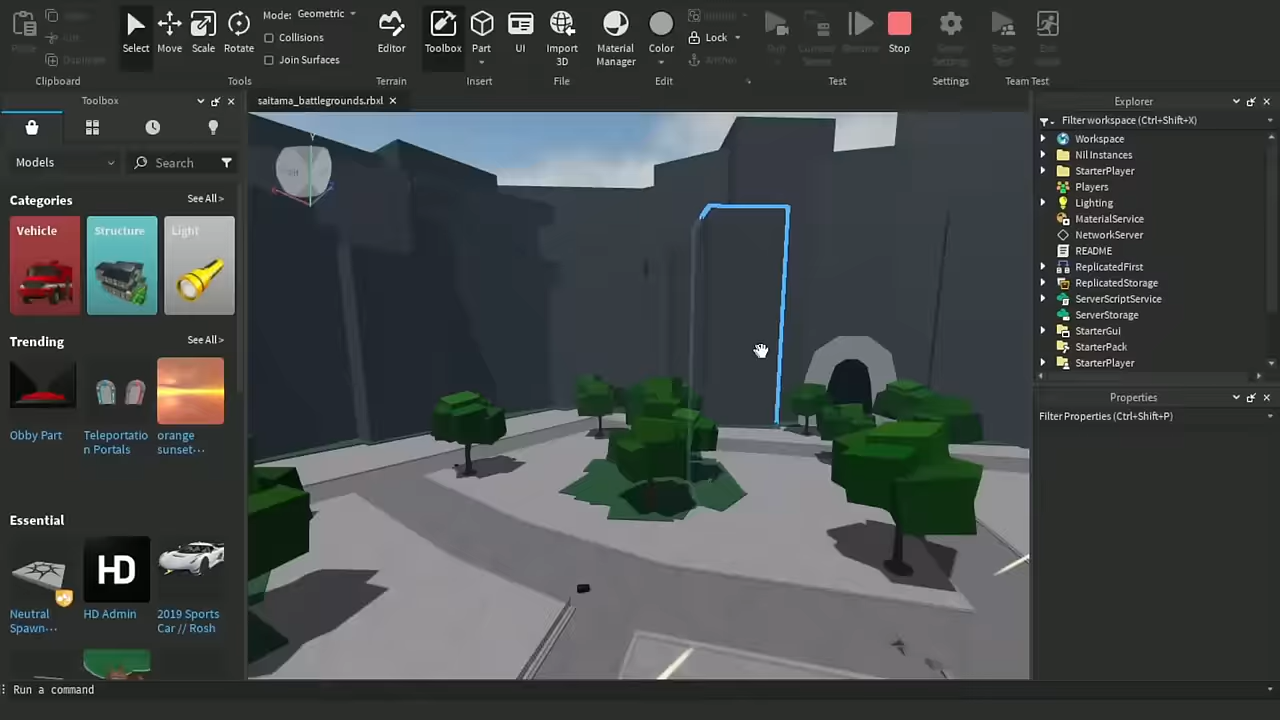 Mode: Geometric
Collisions
Join Surfaces
Select
Move
Scale
Rotate
Editor
Toolbox
Part
UI
Import
3D
Material
Manager
Color
Lock
Stop
Clipboard
Tools
Terrain
Insert
File
Edit
Test
Settings
Team Test
Toolbox
saitama_battlegrounds.rbxl
Models
Search
Categories
See All >
Vehicle
Structure
Light
Trending
See All >
Obby Part
Teleportatio
n Portals
orange
sunset···
Essential
HD
Neutral
Spawn···
HD Admin
2019 Sports
Car // Rosh
Y
Explorer
Filter workspace (Ctrl+Shift+X)
Workspace
Nil Instances
StarterPlayer
Players
Lighting
MaterialService
NetworkServer
README
ReplicatedFirst
ReplicatedStorage
ServerScriptService
ServerStorage
StarterGui
StarterPack
StarterPlayer
Properties
Filter Properties (Ctrl+Shift+P)
Run a command